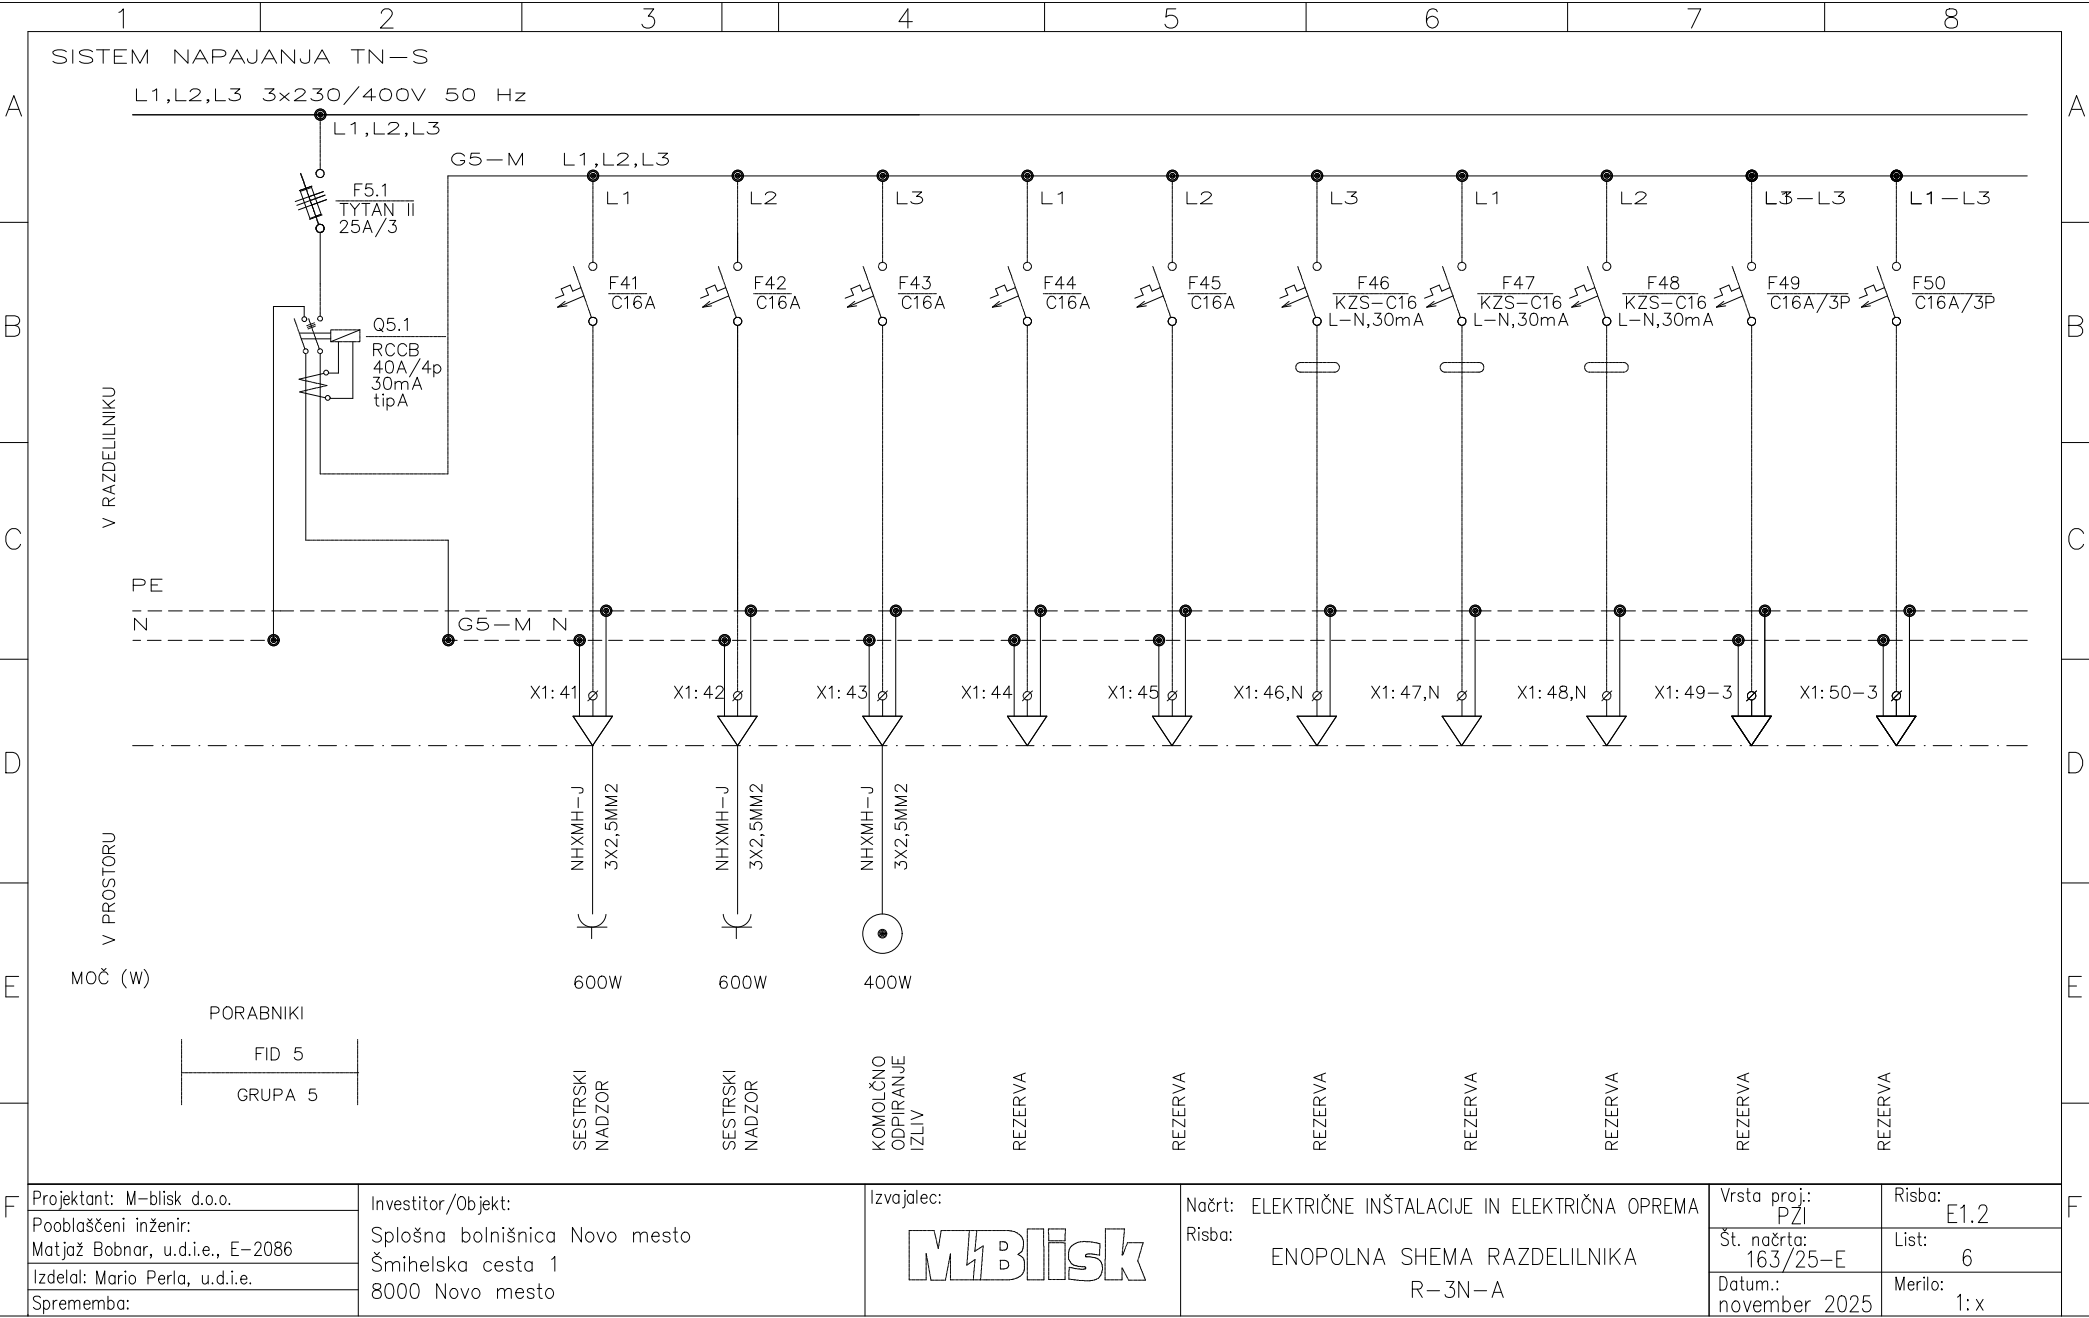 1 2 3 4 5 6 7 8
SISTEM NAPAJANJA TN-S
L1,L2,L3 3x230/400V 50 Hz
A A
L1,L2,L3
G5-M L1,L2,L3
L1 L2 L3 L1 L2 L3 L1 L2 -L3 L1-L3
F5.1
TYTAN II
25A/3
F41
C16A
F42
C16A
F43
C16A
F44
C16A
F45
C16A
F46
KZS-C16
L-N,30mA
F47
KZS-C16
L-N,30mA
F48
KZS-C16
L-N,30mA
F49
C16A/3P
F50
C16A/3P
B B
Q5.1
RCCB
40A/4p
30mA
tipA
V RAZDELILNIKU
C C
PE
N
G5-M N
X1:41 X1:42 X1:43 X1:44 X1:45 X1:46,N X1:47,N X1:48,N X1:49-3 X1:50-3
D D
NHXMH-J
3X2,5MM2
NHXMH-J
3X2,5MM2
NHXMH-J
3X2,5MM2
V PROSTORU
MOČ (W)
600W 600W 400W
E E
PORABNIKI
FID 5
GRUPA 5
SESTRSKI
NADZOR
SESTRSKI
NADZOR
KOMOLČNO
ODPIRANJE
IZLIV
REZERVA
REZERVA
REZERVA
REZERVA
REZERVA
REZERVA
REZERVA
F F
Projektant: M-blisk d.o.o.
Pooblaščeni inženir:
Matjaž Bobnar, u.d.i.e., E-2086
Izdelal: Mario Perla, u.d.i.e.
Sprememba:
Investitor/Objekt:
Splošna bolnišnica Novo mesto
Šmihelska cesta 1
8000 Novo mesto
Izvajalec:
M Blisk
Načrt: ELEKTRIČNE INŠTALACIJE IN ELEKTRIČNA OPREMA
Risba:
ENOPOLNA SHEMA RAZDELILNIKA
R-3N-A
Vrsta proj.:
PZI
Št. načrta:
163/25-E
Datum.:
november 2025
Risba:
E1.2
List:
6
Merilo:
1:x